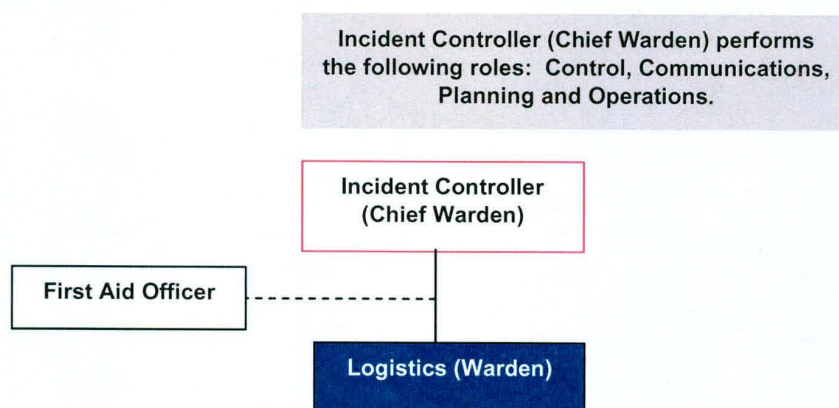 Incident Controller (Chief Warden) performs
the following roles: Control, Communications,
Planning and Operations.
Incident Controller
(Chief Warden)
First Aid Officer
Logistics (Warden)